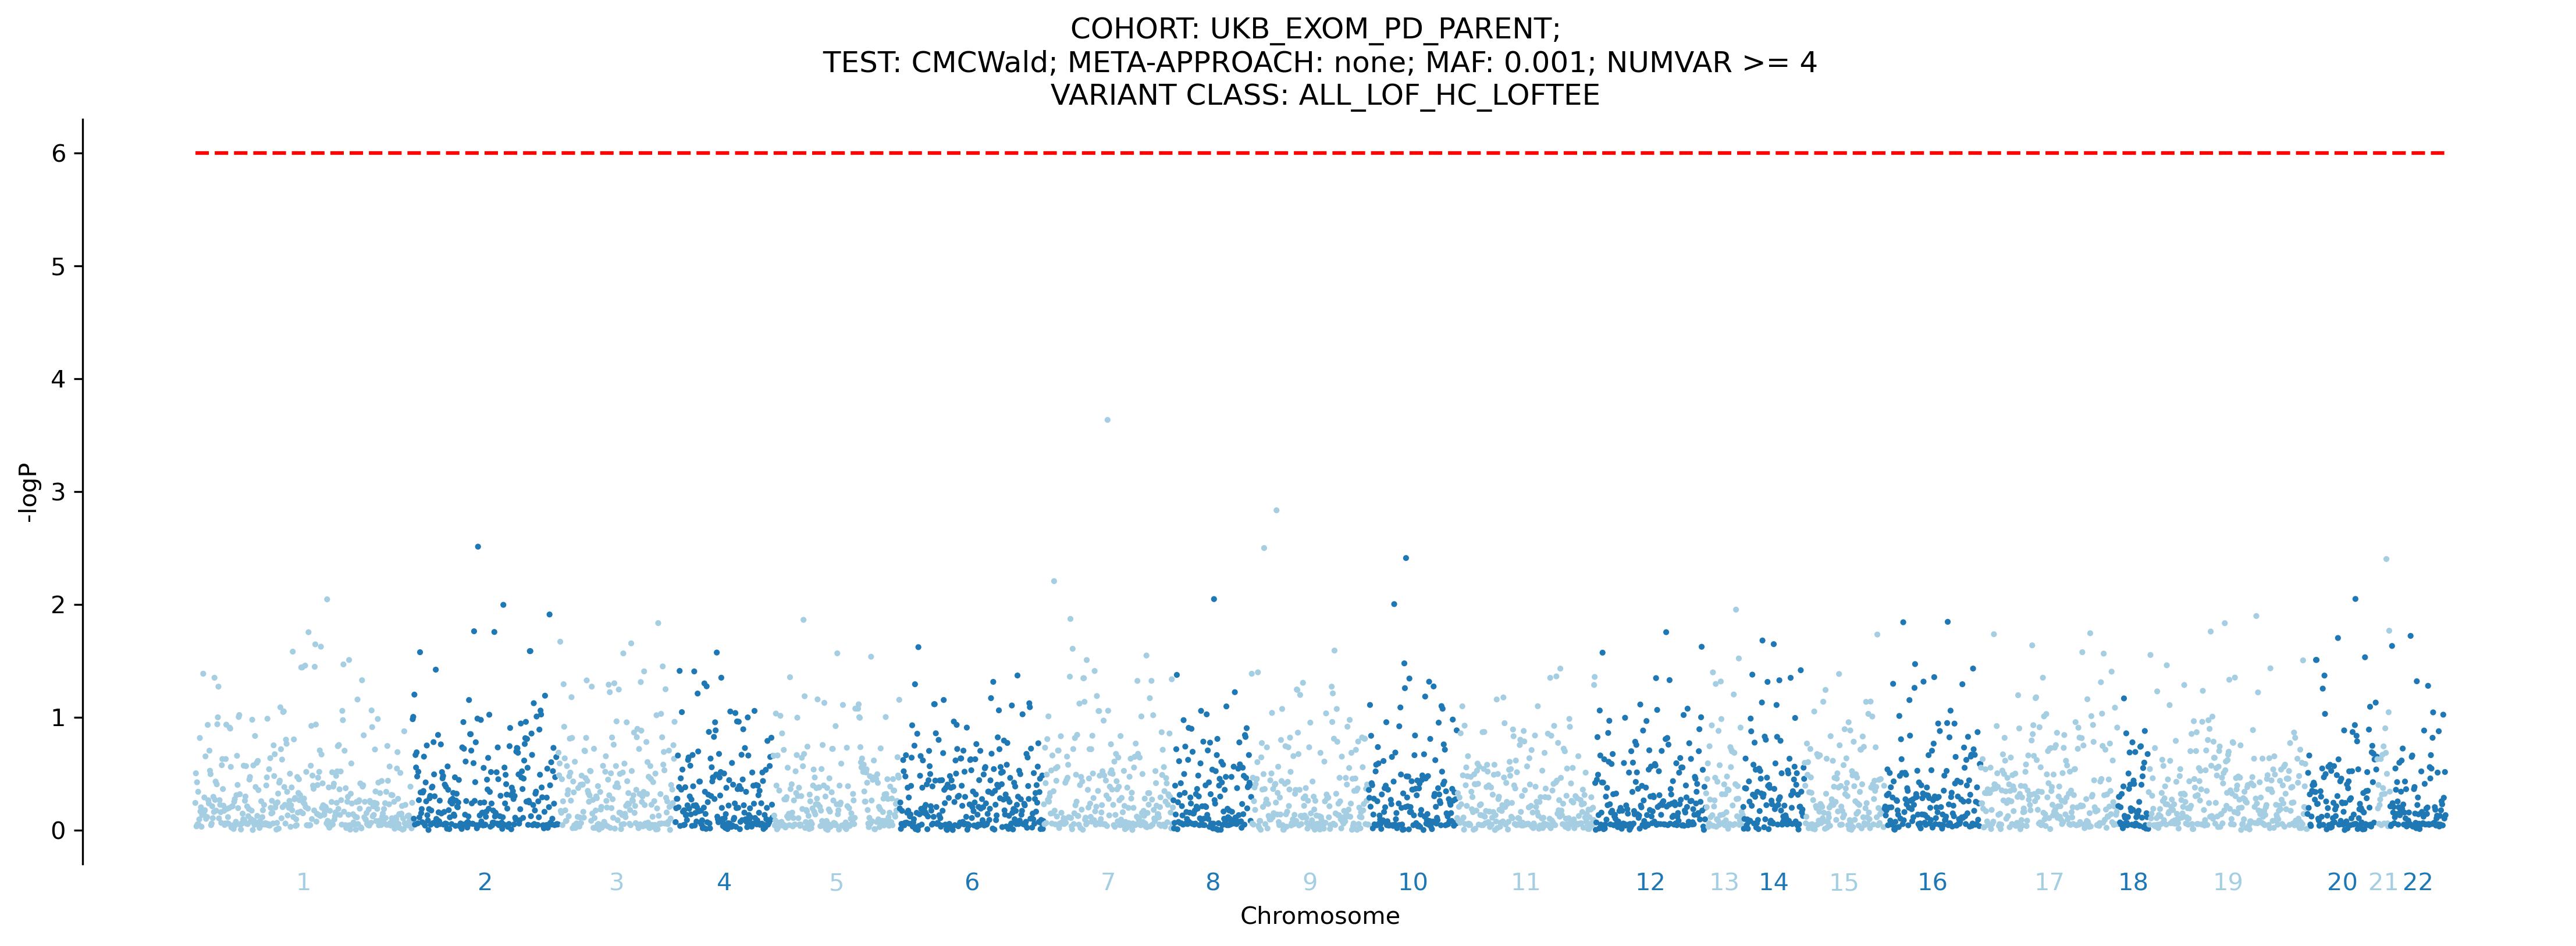 COHORT: UKB_EXOM_PD_PARENT;
TEST: CMCWald; META-APPROACH: none; MAF: 0.001; NUMVAR >= 4
VARIANT CLASS: ALL_LOF_HC_LOFTEE
6
5
4
3
2
1
0
-logP
1 2 3 4 5 6 7 8 9 10 11 12 13 14 15 16 17 18 19 20 21 22
Chromosome